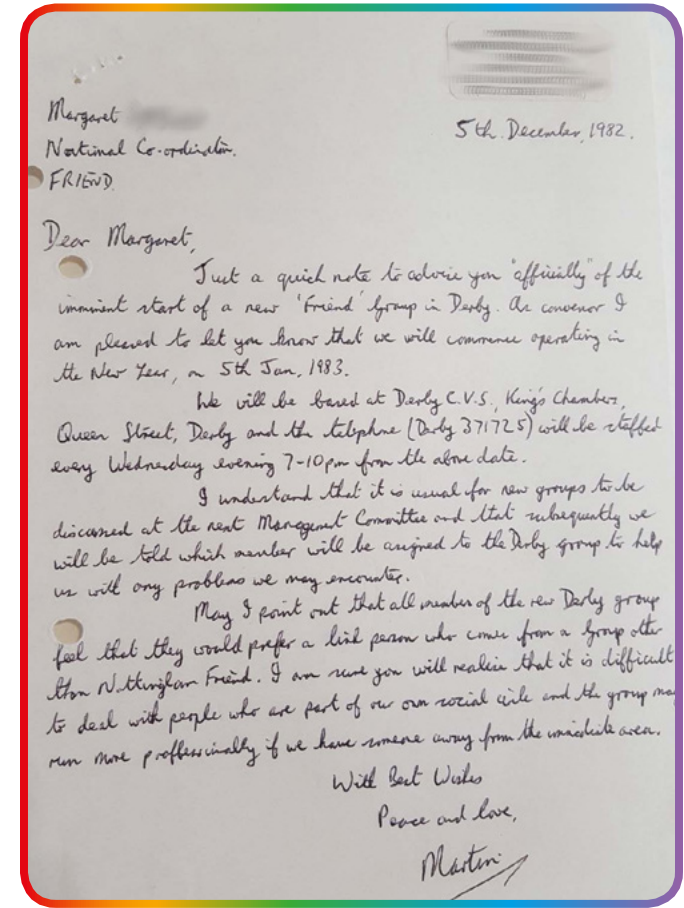 Margaret
5th. December, 1982.
National Co-ordinator.
FRIEND.
Dear Margaret,
Just a quick note to advice you "officially" of the
imminent start of a new 'Friend' Group in Derby. As convenor I
am pleased to let you know that we will commence operating in
the New Year, on 5th Jan, 1983.
We will be based at Derby C.V.S., King's Chambers,
Queen Street, Derby and the telephone (Derby 371725) will be staffed
every Wednesday evening 7-10pm from the above date.
I understand that it is usual for new groups to be
discussed at the next Management Committee and that subsequently we
will be told which member will be assigned to the Derby group to help
us with any problems we may encounter.
May I point out that all member of the new Derby group
feel that they would prefer a link person who comes from a Group other
than Nottingham Friend. I am sure you will realise that it is difficult
to deal with people who are part of our own social circle and the group may
run more proffessionally if we have someone away from the immediate area.
With Best Wishes
Peace and love,
Martin